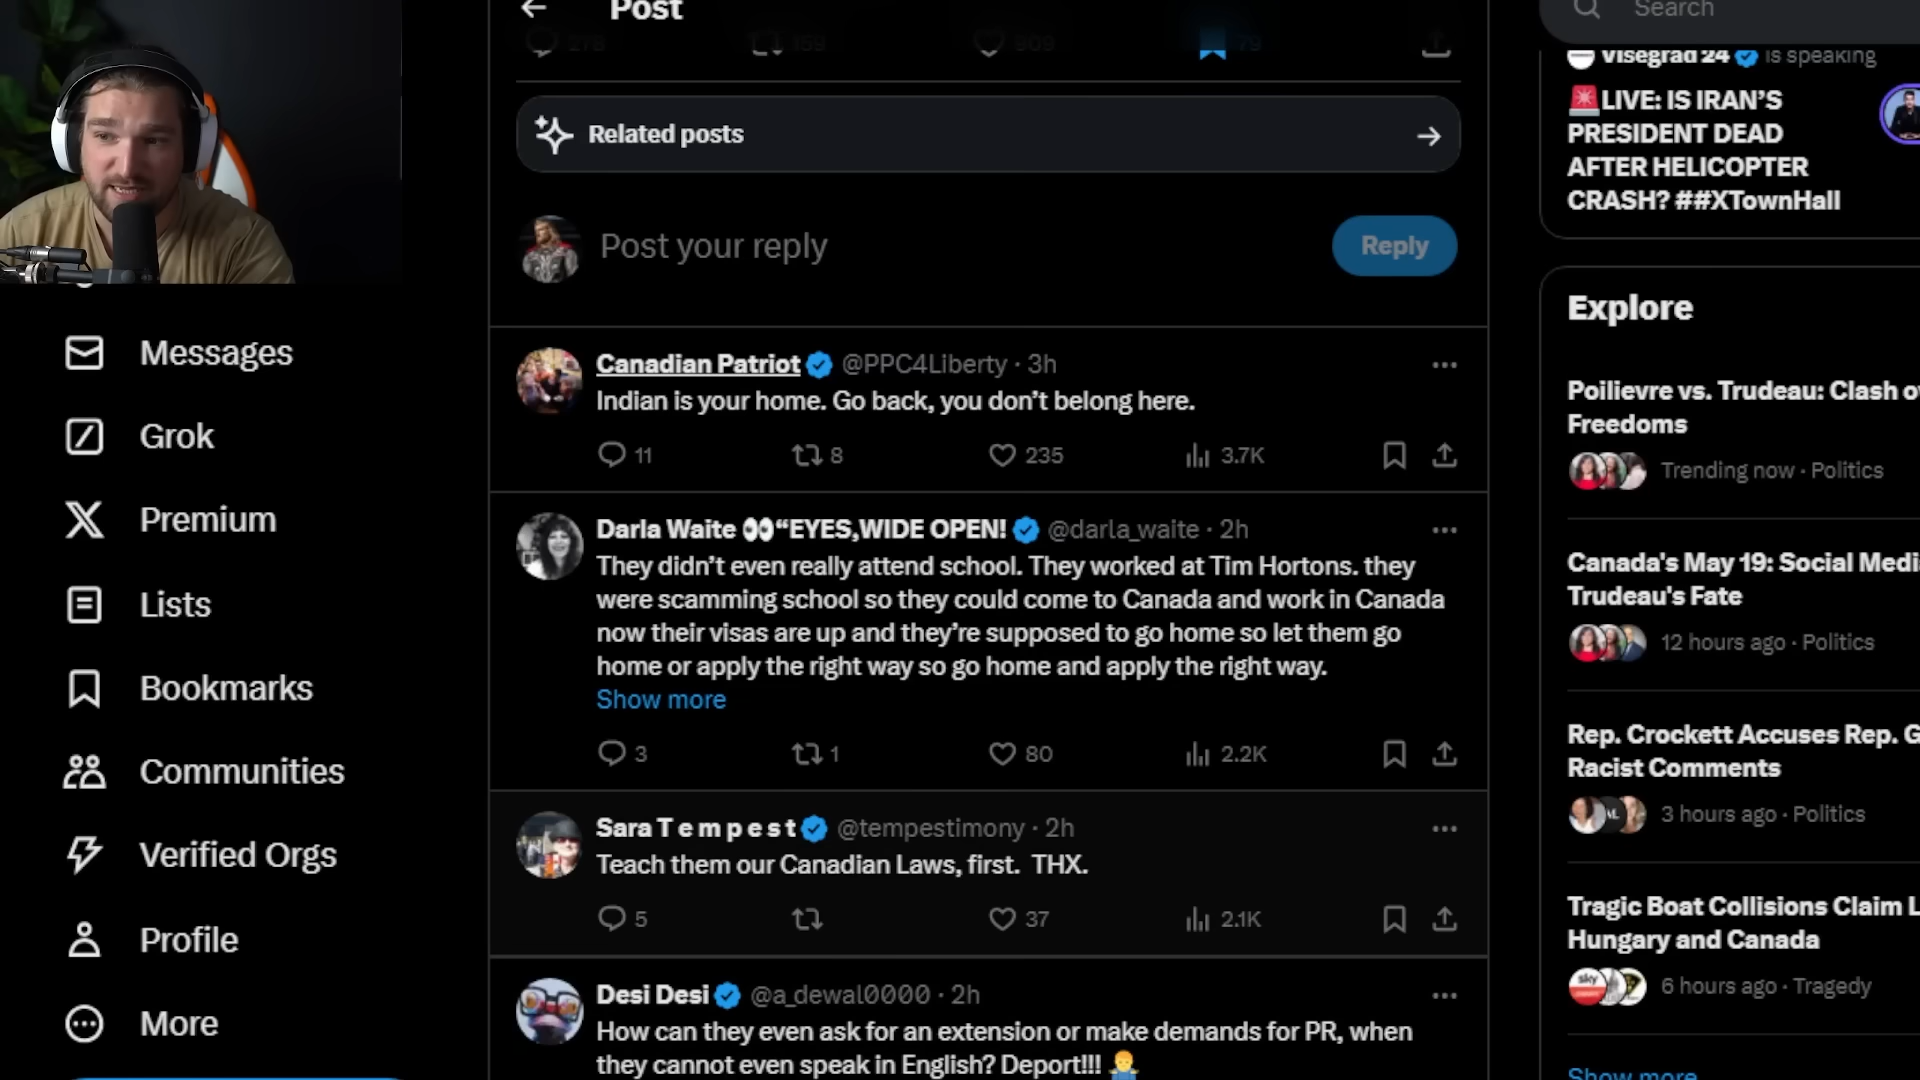 Post
Search
278
159
909
79
Visegrad 24 is speaking
🚨LIVE: IS IRAN'S
PRESIDENT DEAD
AFTER HELICOPTER
CRASH? ##XTownHall
Related posts
Post your reply
Reply
Messages
Grok
Premium
Lists
Bookmarks
Communities
Verified Orgs
Profile
More
Canadian Patriot @PPC4Liberty · 3h
Indian is your home. Go back, you don't belong here.
11 8 235 3.7K
Darla Waite 👀“EYES,WIDE OPEN! @darla_waite · 2h
They didn't even really attend school. They worked at Tim Hortons. they
were scamming school so they could come to Canada and work in Canada
now their visas are up and they're supposed to go home so let them go
home or apply the right way so go home and apply the right way.
Show more
3 1 80 2.2K
Sara T e m p e s t @tempestimony · 2h
Teach them our Canadian Laws, first.  THX.
5 37 2.1K
Desi Desi @a_dewal0000 · 2h
How can they even ask for an extension or make demands for PR, when
they cannot even speak in English? Deport!!! 🤷‍♂️
Explore
Poilievre vs. Trudeau: Clash o
Freedoms
Trending now · Politics
Canada's May 19: Social Medi
Trudeau's Fate
12 hours ago · Politics
Rep. Crockett Accuses Rep. G
Racist Comments
3 hours ago · Politics
Tragic Boat Collisions Claim L
Hungary and Canada
sky
6 hours ago · Tragedy
Show more